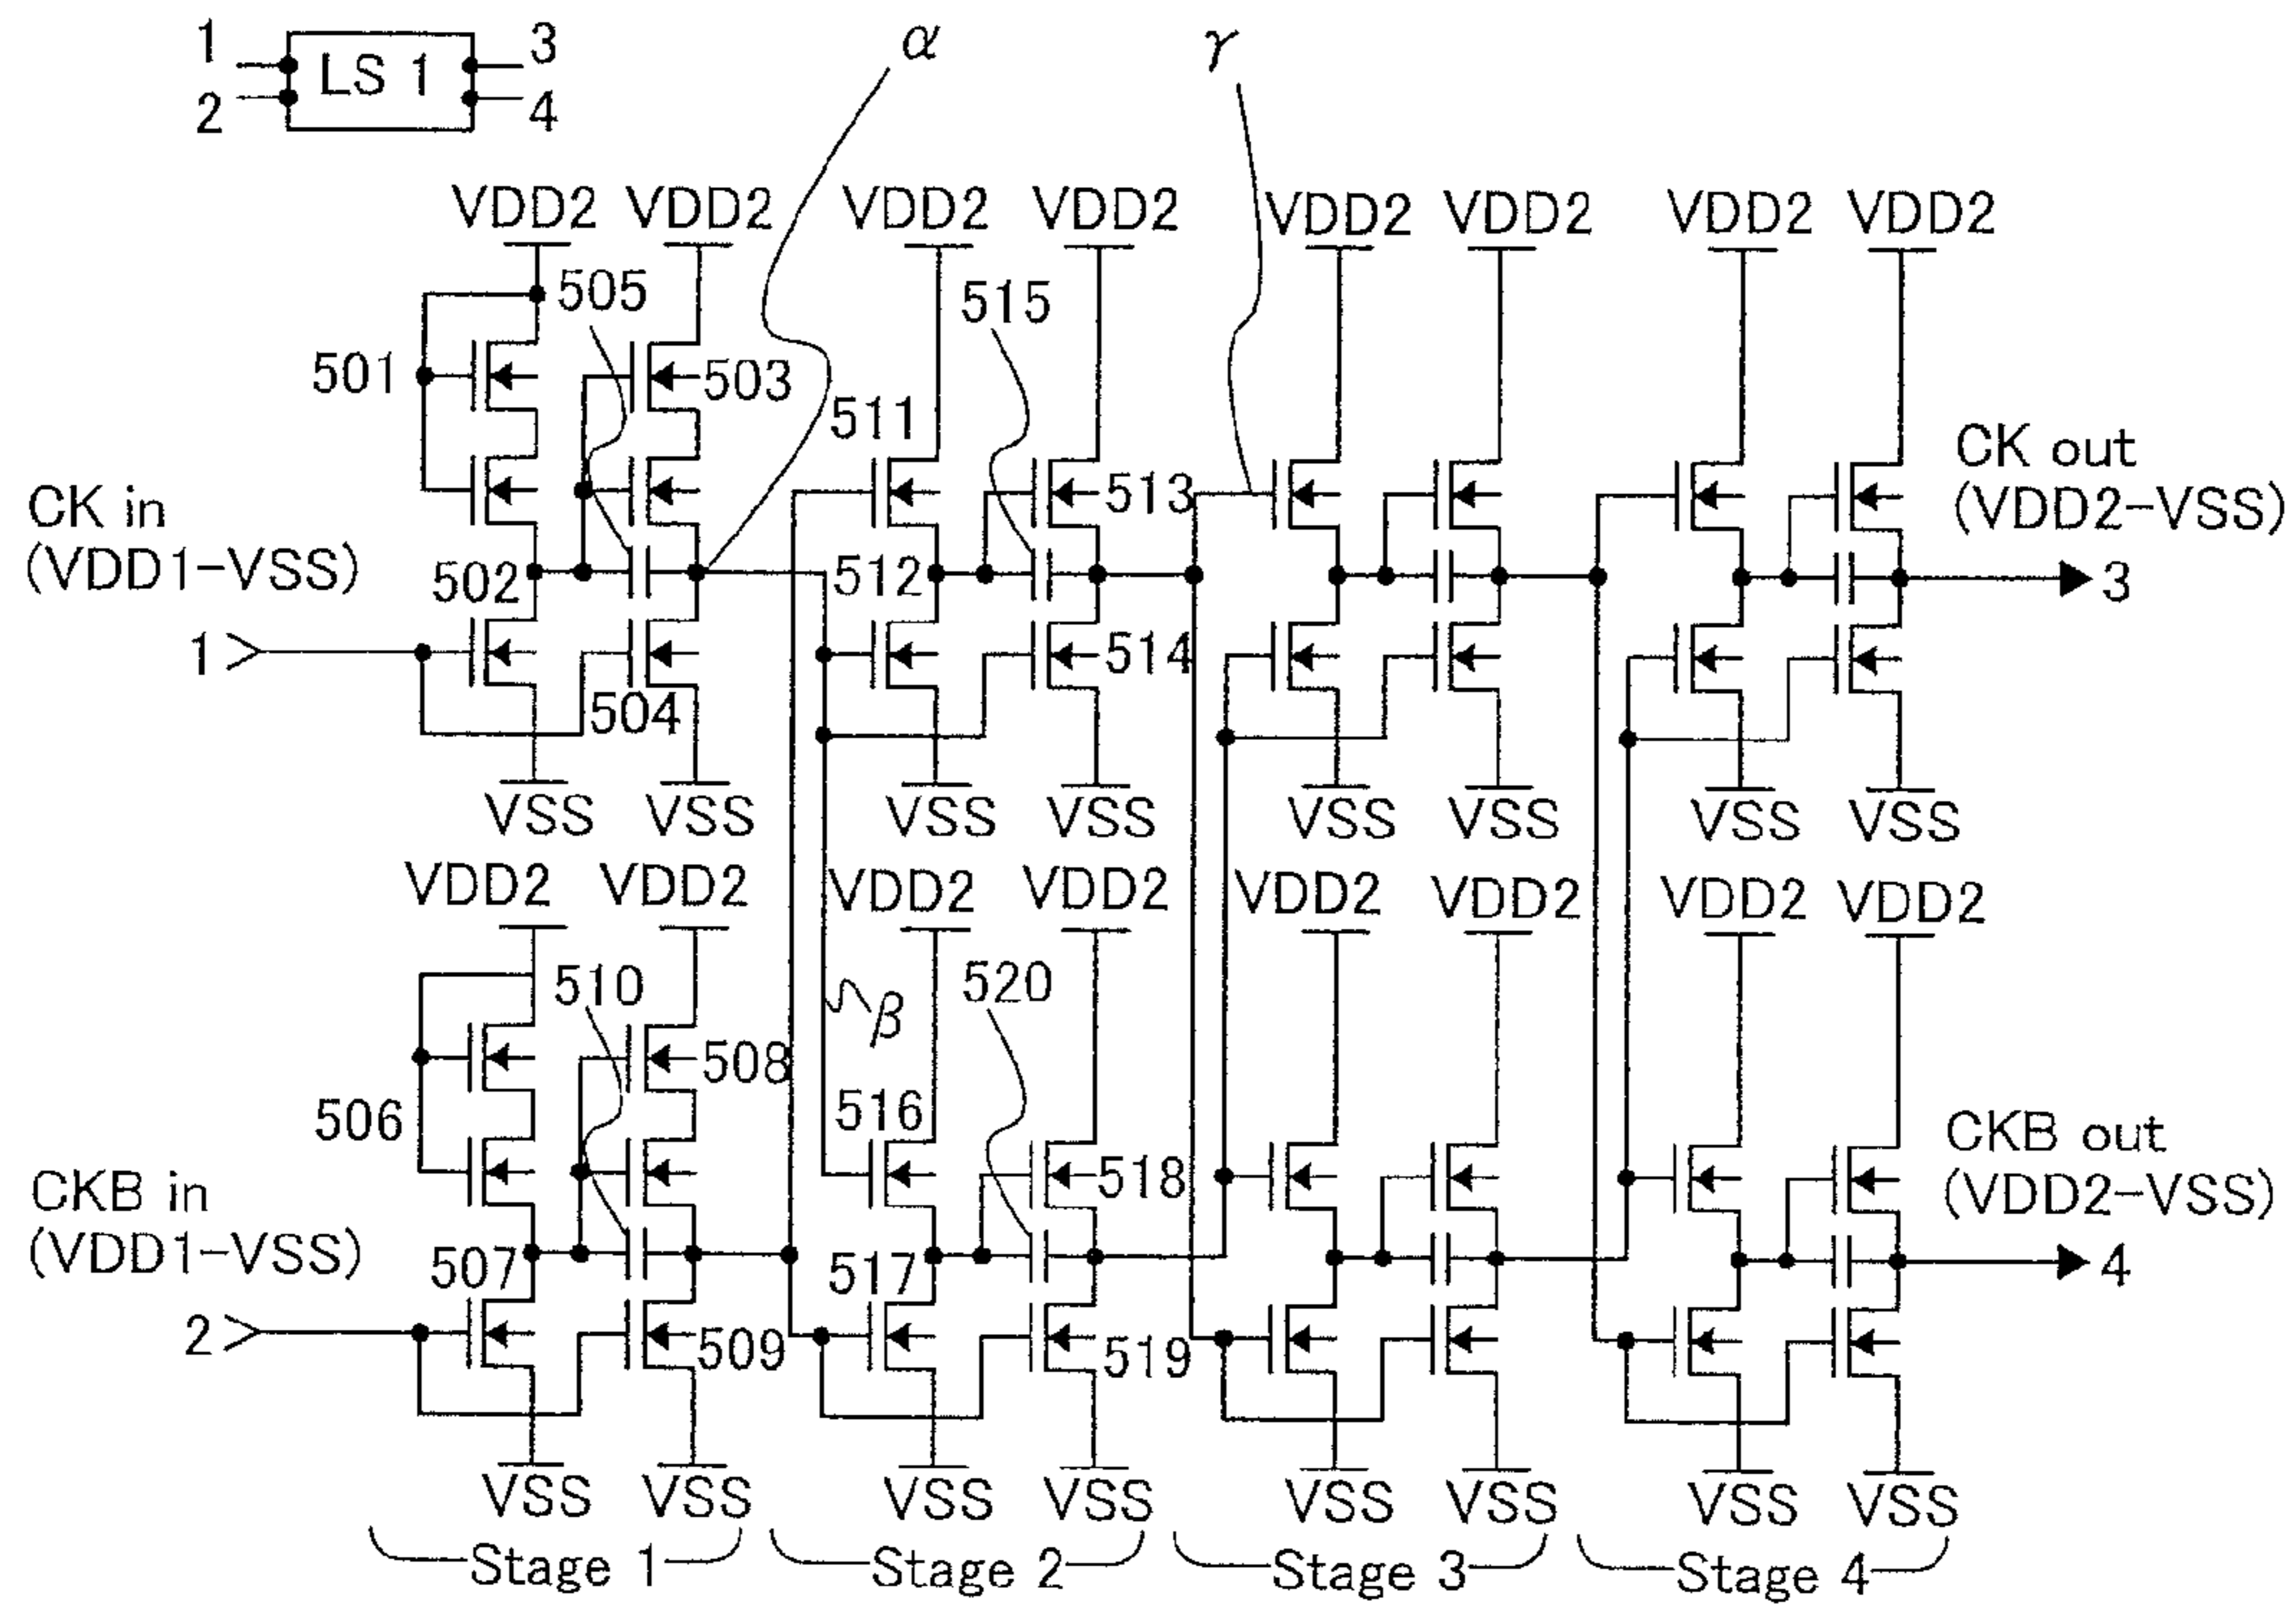 1
LS 1
3
2
4
α
γ
VDD2 VDD2 VDD2 VDD2 VDD2 VDD2 VDD2 VDD2
505
515
501
503
511
CK in
(VDD1-VSS)
513
CK out
(VDD2-VSS)
502
512
3
1
514
504
VSS VSS VSS VSS VSS VSS VSS VSS
VDD2 VDD2 VDD2 VDD2 VDD2 VDD2 VDD2 VDD2
510
β
520
508
506
516
CKB in
(VDD1-VSS)
518
CKB out
(VDD2-VSS)
507
517
4
2
509
519
VSS VSS VSS VSS VSS VSS VSS VSS
Stage 1 Stage 2 Stage 3 Stage 4